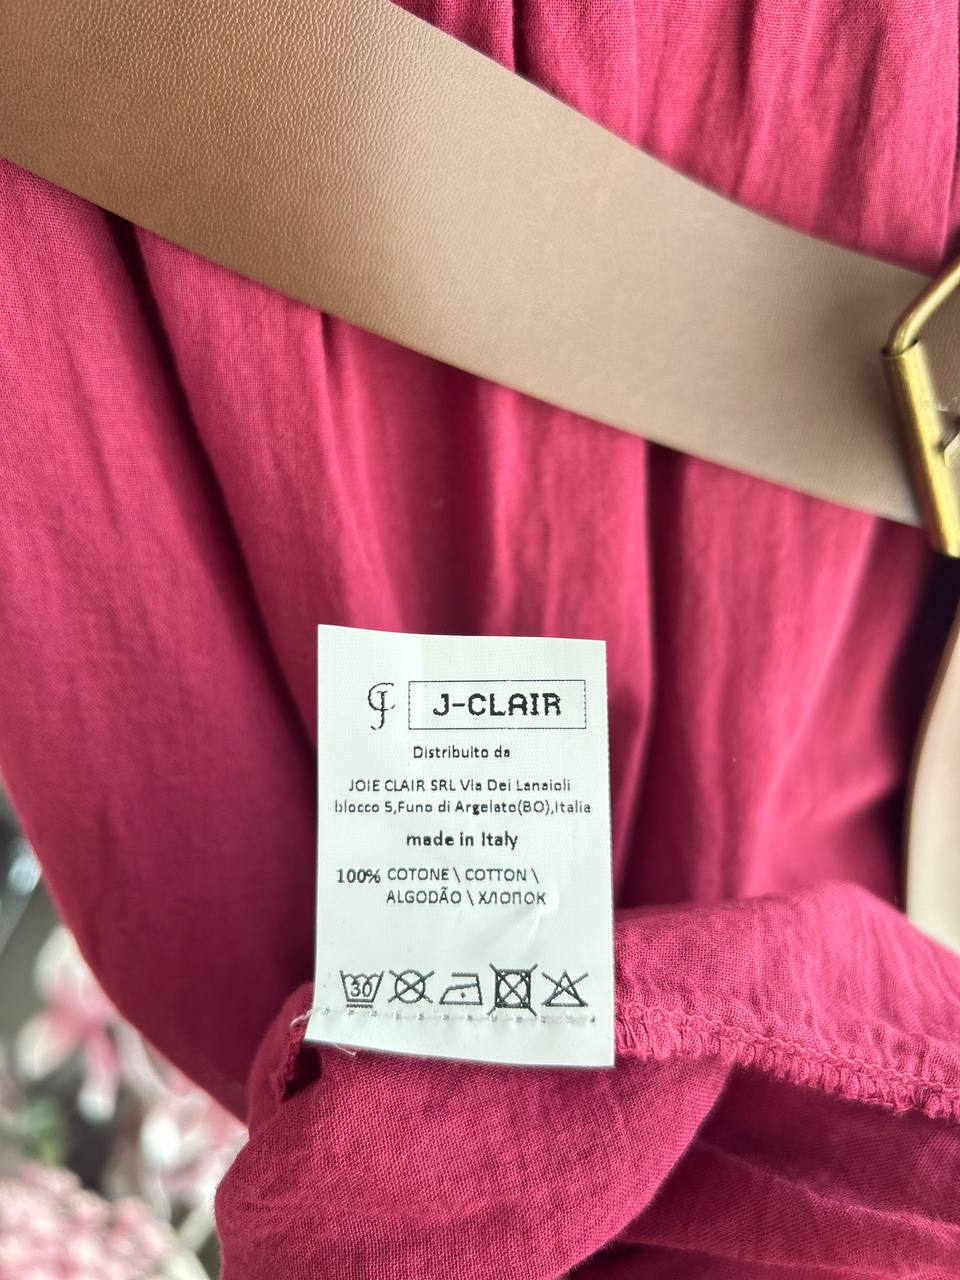 J-CLAIR
Distribuito da
JOIE CLAIR SRL Via Dei Lanaioli
blocco 5,Funo di Argelato(BO),Italia
made in Italy
100% COTONE \ COTTON \
ALGODÃO \ ХЛОПОК
30